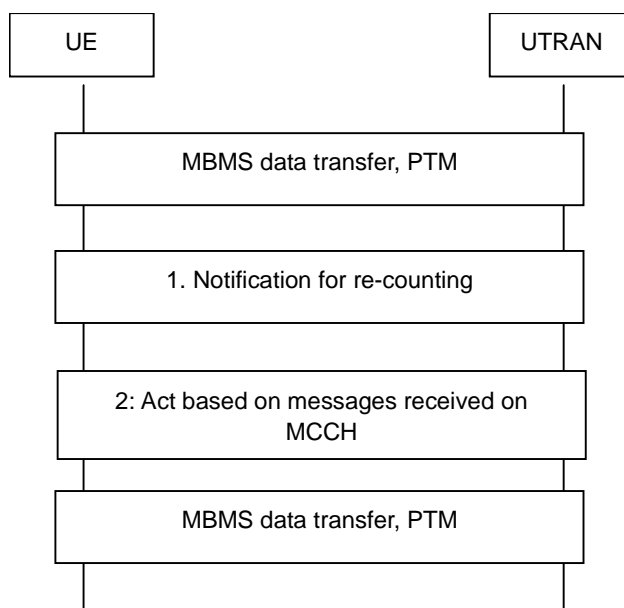 UE
UTRAN
MBMS data transfer, PTM
1. Notification for re-counting
2: Act based on messages received on
MCCH
MBMS data transfer, PTM